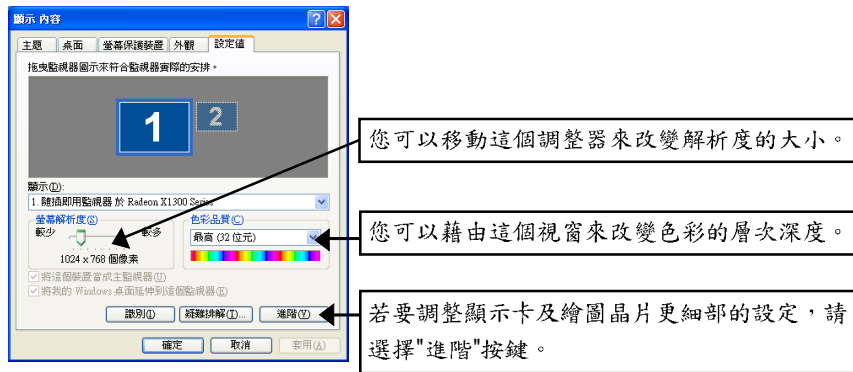 顯示 內容
主題 桌面 螢幕保護裝置 外觀 設定值
拖曳監視器圖示來符合監視器實際的安排。
1 2
顯示(D):
1. 隨插即用監視器 於 Radeon X1300 Series
螢幕解析度(S)
較少 較多
1024 x 768 個像素
色彩品質(C)
最高 (32 位元)
將這個裝置當成主監視器(U)
將我的 Windows 桌面延伸到這個監視器(E)
識別(I) 疑難排解(T)... 進階(V)
確定 取消 套用(A)
您可以移動這個調整器來改變解析度的大小。
您可以藉由這個視窗來改變色彩的層次深度。
若要調整顯示卡及繪圖晶片更細部的設定，請
選擇"進階"按鍵。